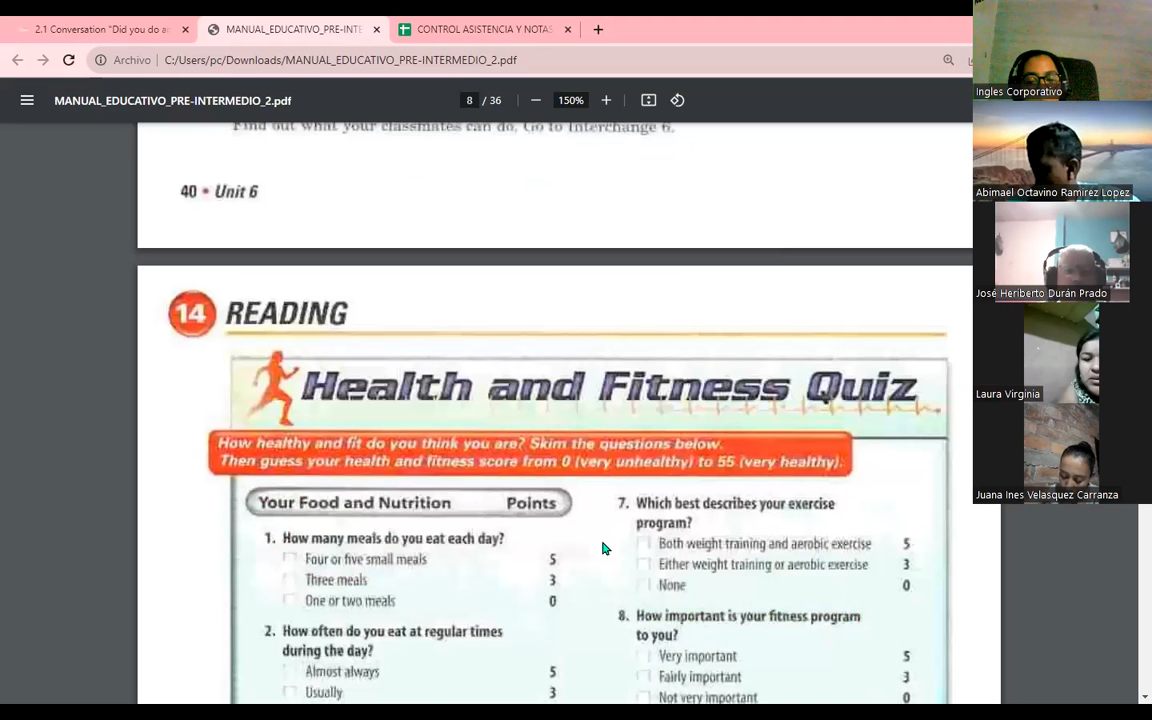 2.1 Conversation "Did you do a
MANUAL_EDUCATIVO_PRE-INTE
CONTROL ASISTENCIA Y NOTAS
Archivo
C:/Users/pc/Downloads/MANUAL_EDUCATIVO_PRE-INTERMEDIO_2.pdf
MANUAL_EDUCATIVO_PRE-INTERMEDIO_2.pdf
8 / 36
150%
Find out what your classmates can do, Go to Interchange 6.
40 • Unit 6
14 READING
Health and Fitness Quiz
How healthy and fit do you think you are? Skim the questions below.
Then guess your health and fitness score from 0 (very unhealthy) to 55 (very healthy).
Your Food and Nutrition Points
1. How many meals do you eat each day?
Four or five small meals 5
Three meals 3
One or two meals 0
2. How often do you eat at regular times
during the day?
Almost always 5
Usually 3
7. Which best describes your exercise
program?
Both weight training and aerobic exercise 5
Either weight training or aerobic exercise 3
None 0
8. How important is your fitness program
to you?
Very important 5
Fairly important 3
Not very important 0
Ingles Corporativo
Abimael Octavino Ramirez Lopez
José Heriberto Durán Prado
Laura Virginia
Juana Ines Velasquez Carranza